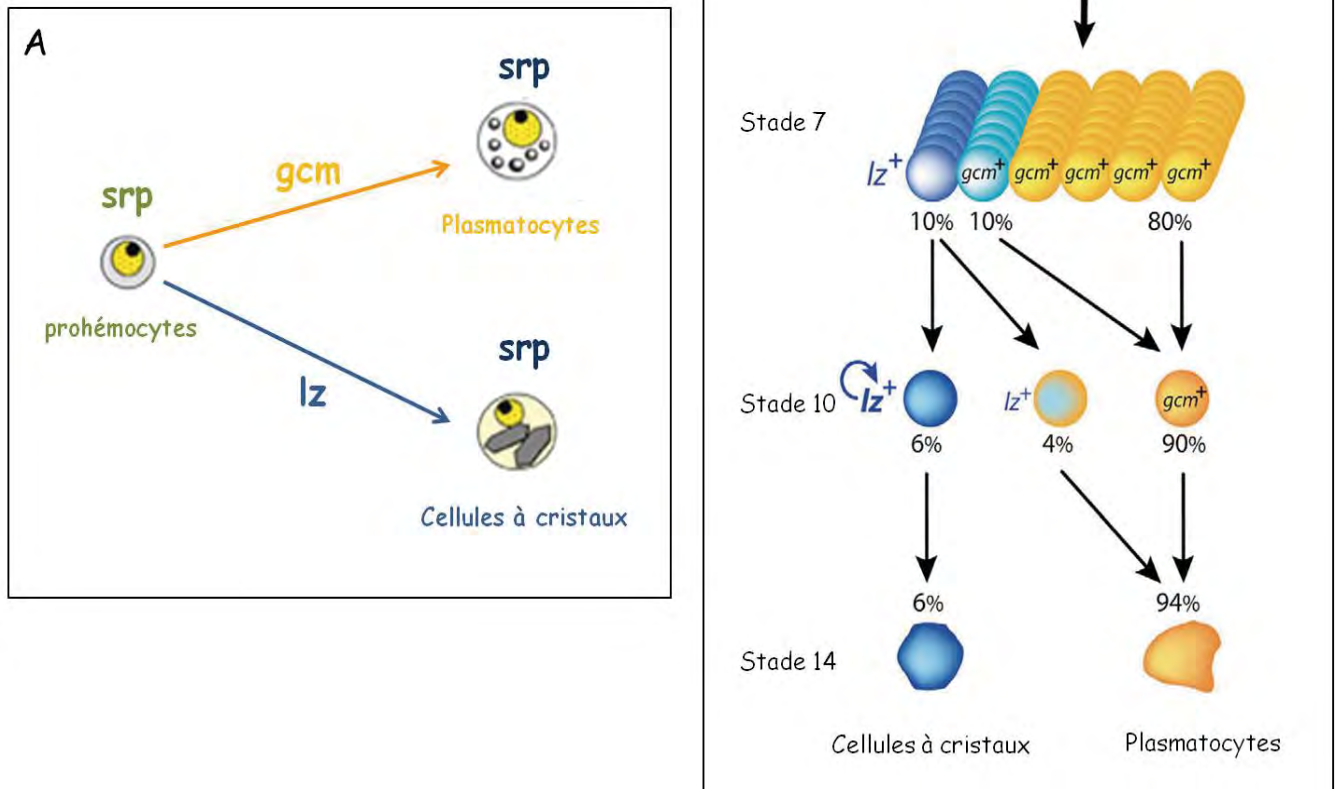 A
srp
gcm
srp
Plasmatocytes
prohémocytes
srp
lz
Cellules à cristaux
Stade 7
lz+
gcm+ gcm+ gcm+ gcm+ gcm+
10% 10% 80%
Stade 10
lz+
lz+
gcm+
6% 4% 90%
6% 94%
Stade 14
Cellules à cristaux Plasmatocytes